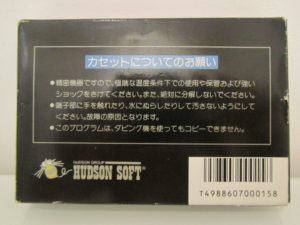 カセットについてのお願い
●精密機器ですので、極端な温度条件下での使用や保管および強い
ショックをさけてください。また、絶対に分解しないでください。
●端子部に手を触れたり、水にぬらしたりして汚さないようにして
ください。故障の原因となります。
●このプログラムは、ダビング機を使ってもコピーできません。
HUDSON GROUP
HUDSON SOFT®
T4988607000158